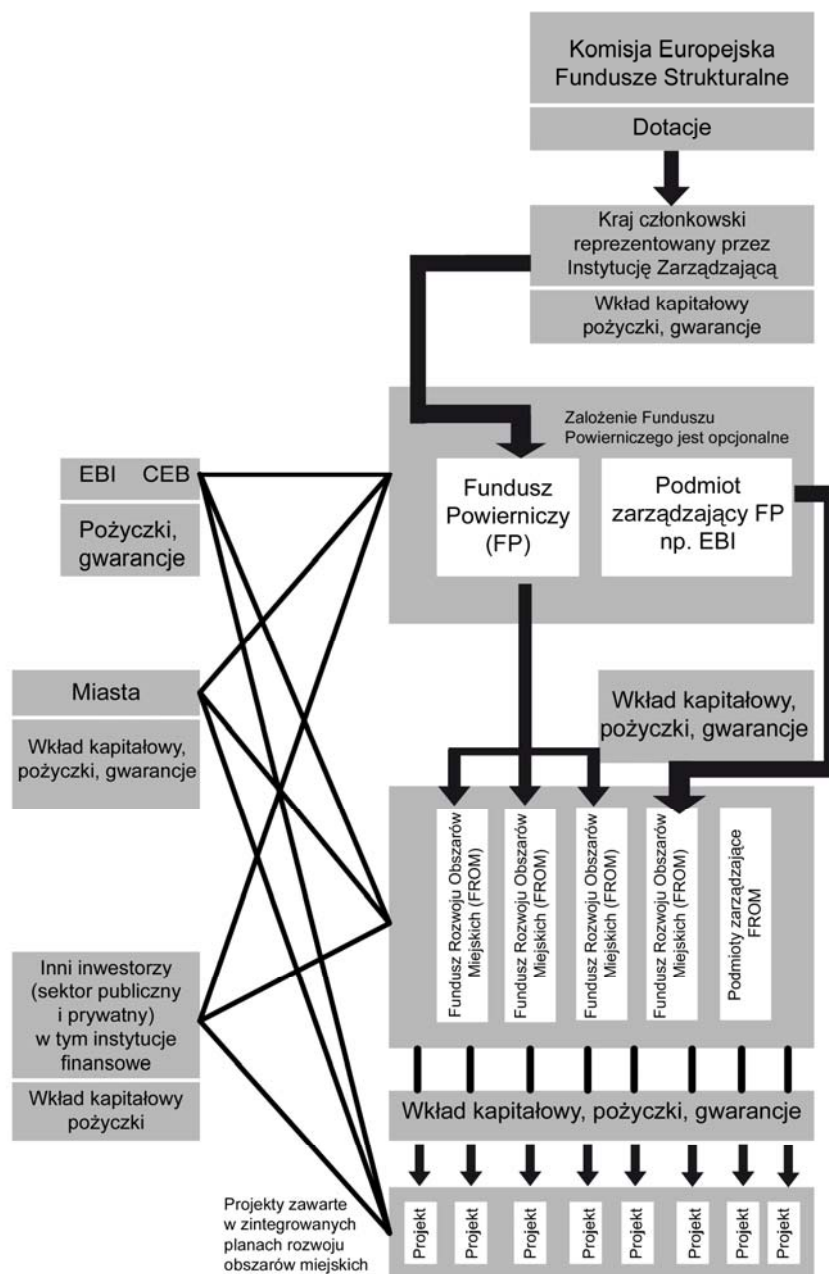 Komisja Europejska
Fundusze Strukturalne
Dotacje
Kraj członkowski
reprezentowany przez
Instytucję Zarządzającą
Wkład kapitałowy
pożyczki, gwarancje
Założenie Funduszu
Powierniczego jest opcjonalne
Fundusz
Powierniczy
(FP)
Podmiot
zarządzający FP
np. EBI
EBI CEB
Pożyczki,
gwarancje
Miasta
Wkład kapitałowy,
pożyczki, gwarancje
Wkład kapitałowy,
pożyczki, gwarancje
Fundusz Rozwoju Obszarów
Miejskich (FROM)
Fundusz Rozwoju Obszarów
Miejskich (FROM)
Fundusz Rozwoju Obszarów
Miejskich (FROM)
Fundusz Rozwoju Obszarów
Miejskich (FROM)
Podmioty zarządzające
FROM
Inni inwestorzy
(sektor publiczny
i prywatny)
w tym instytucje
finansowe
Wkład kapitałowy
pożyczki
Wkład kapitałowy, pożyczki, gwarancje
Projekty zawarte
w zintegrowanych
planach rozwoju
obszarów miejskich
Projekt
Projekt
Projekt
Projekt
Projekt
Projekt
Projekt
Projekt